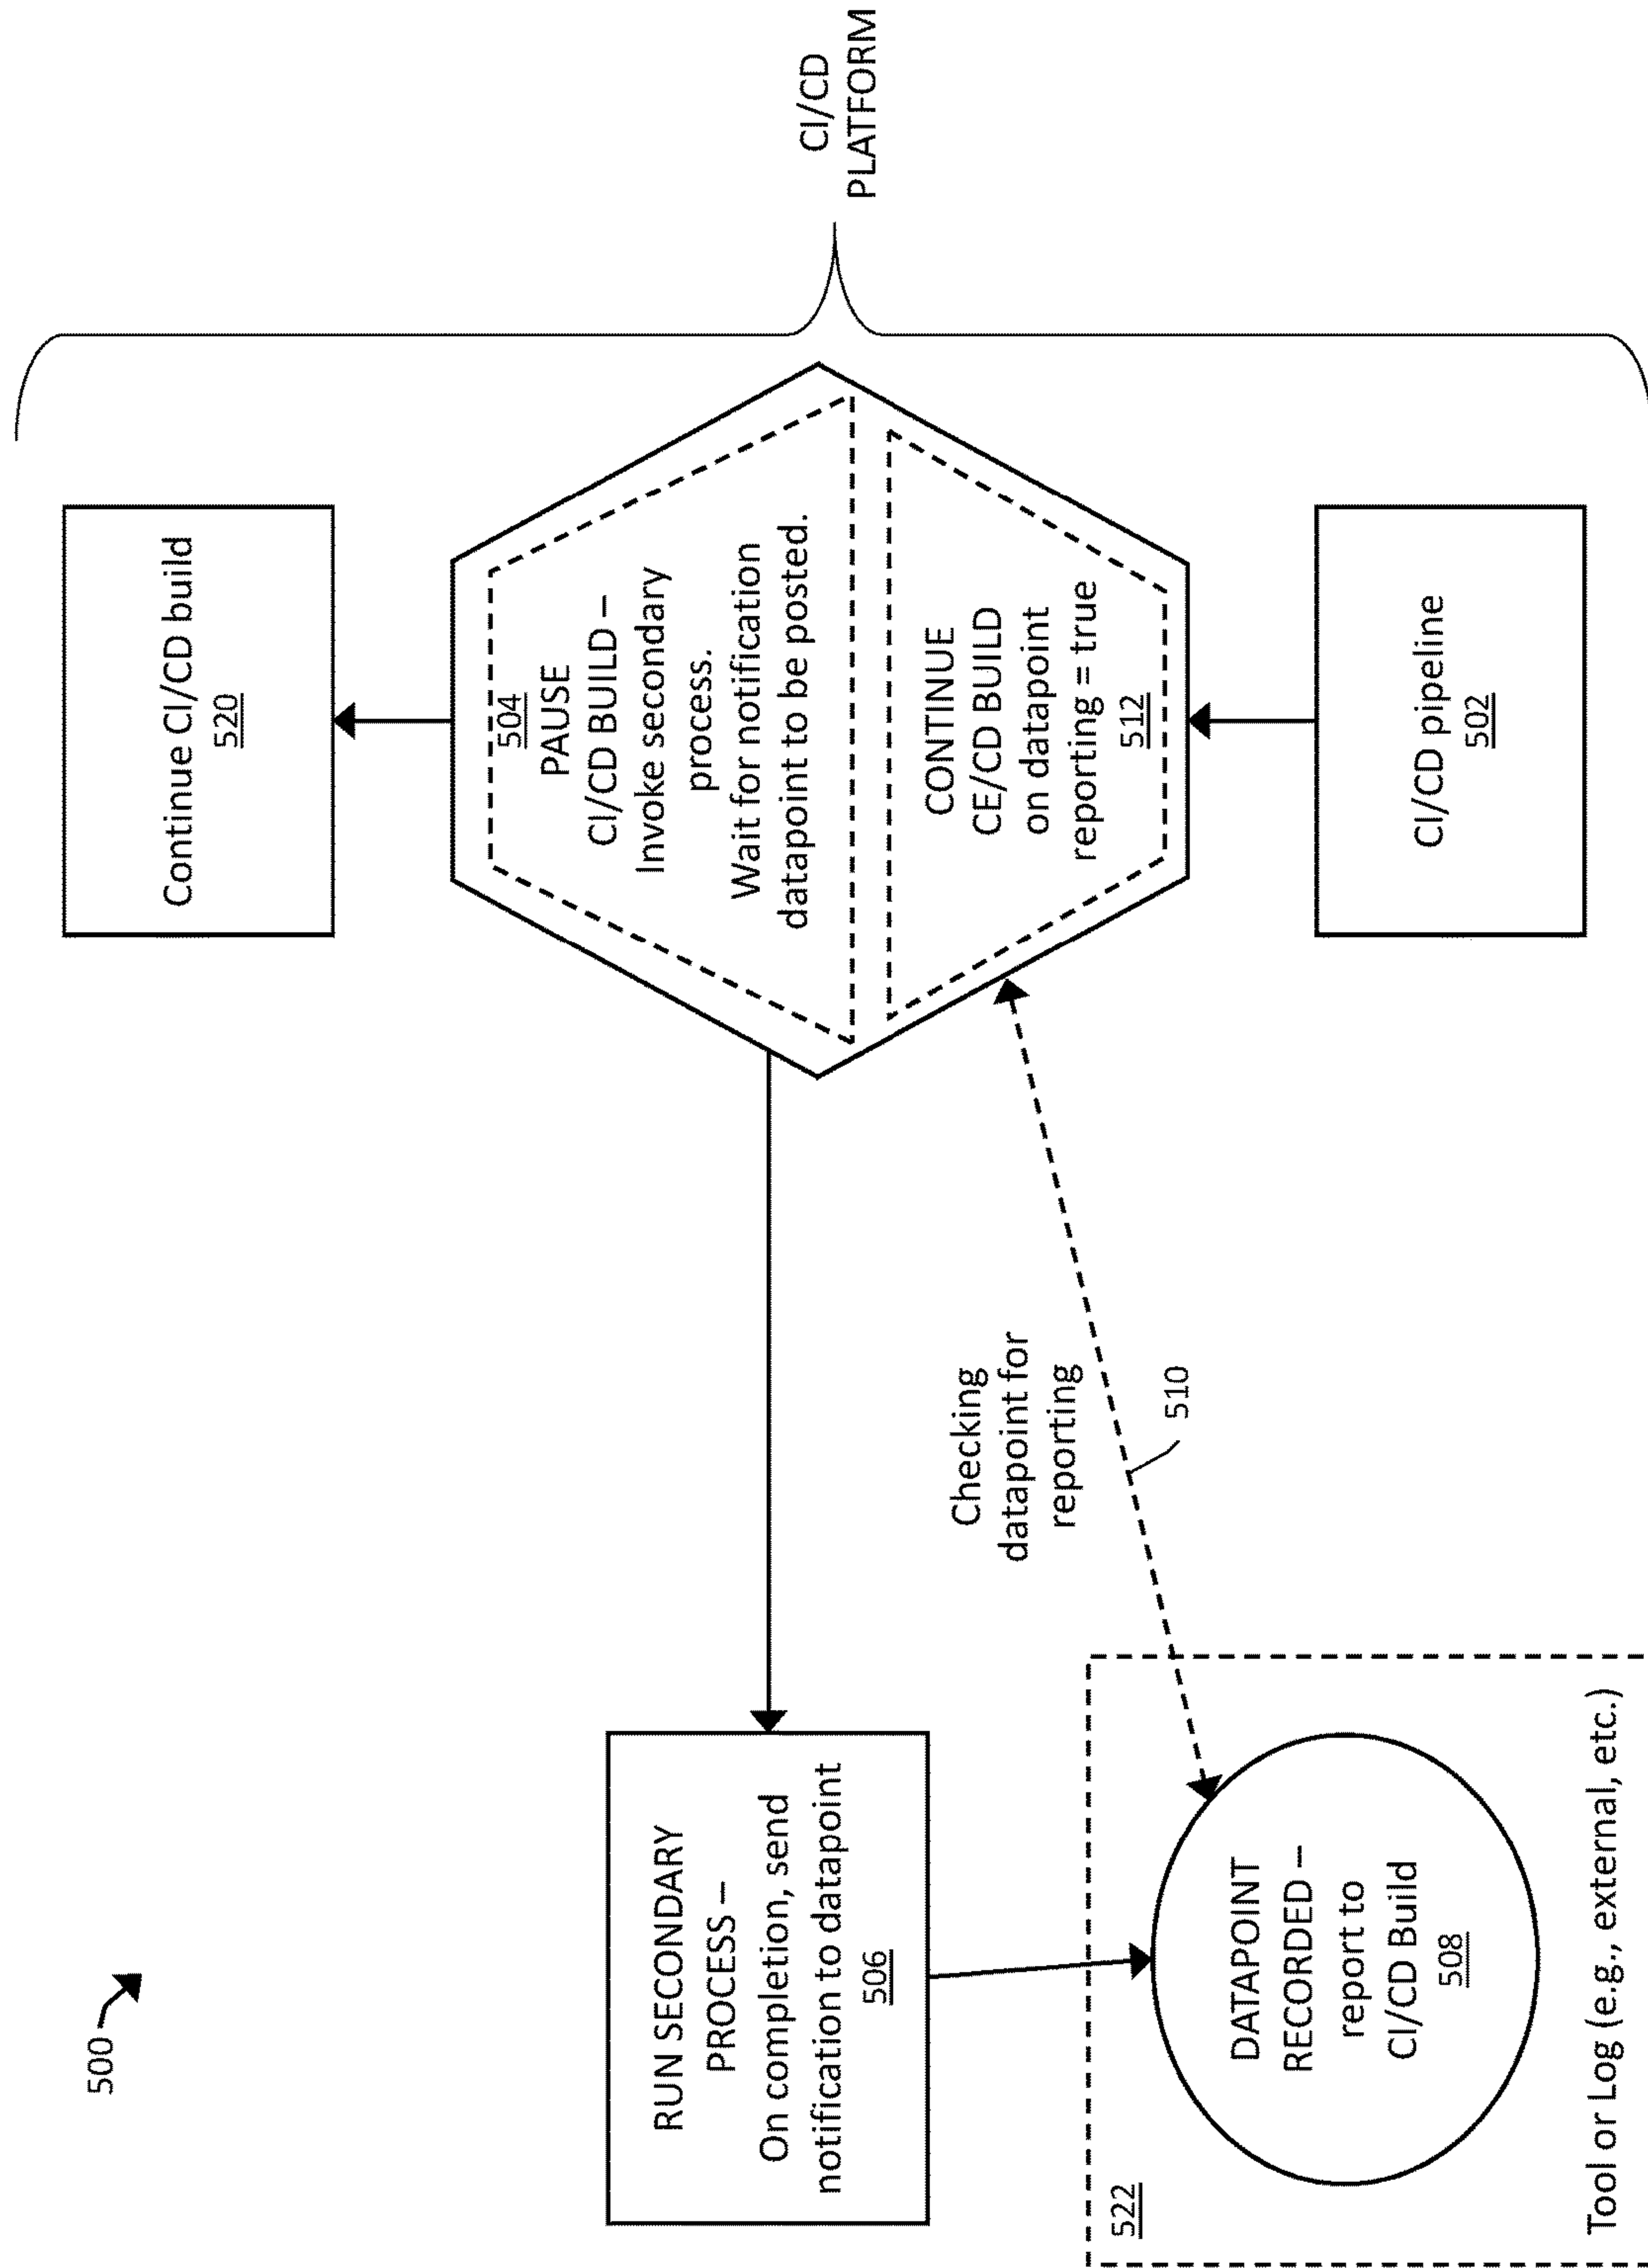 500
RUN SECONDARY
PROCESS –
On completion, send
notification to datapoint
506
522
DATAPOINT
RECORDED –
report to
CI/CD Build
508
Tool or Log (e.g., external, etc.)
Checking
datapoint for
reporting
510
Continue CI/CD build
520
504
PAUSE
CI/CD BUILD –
Invoke secondary
process.
Wait for notification
datapoint to be posted.
CONTINUE
CE/CD BUILD
on datapoint
reporting = true
512
CI/CD pipeline
502
CI/CD
PLATFORM